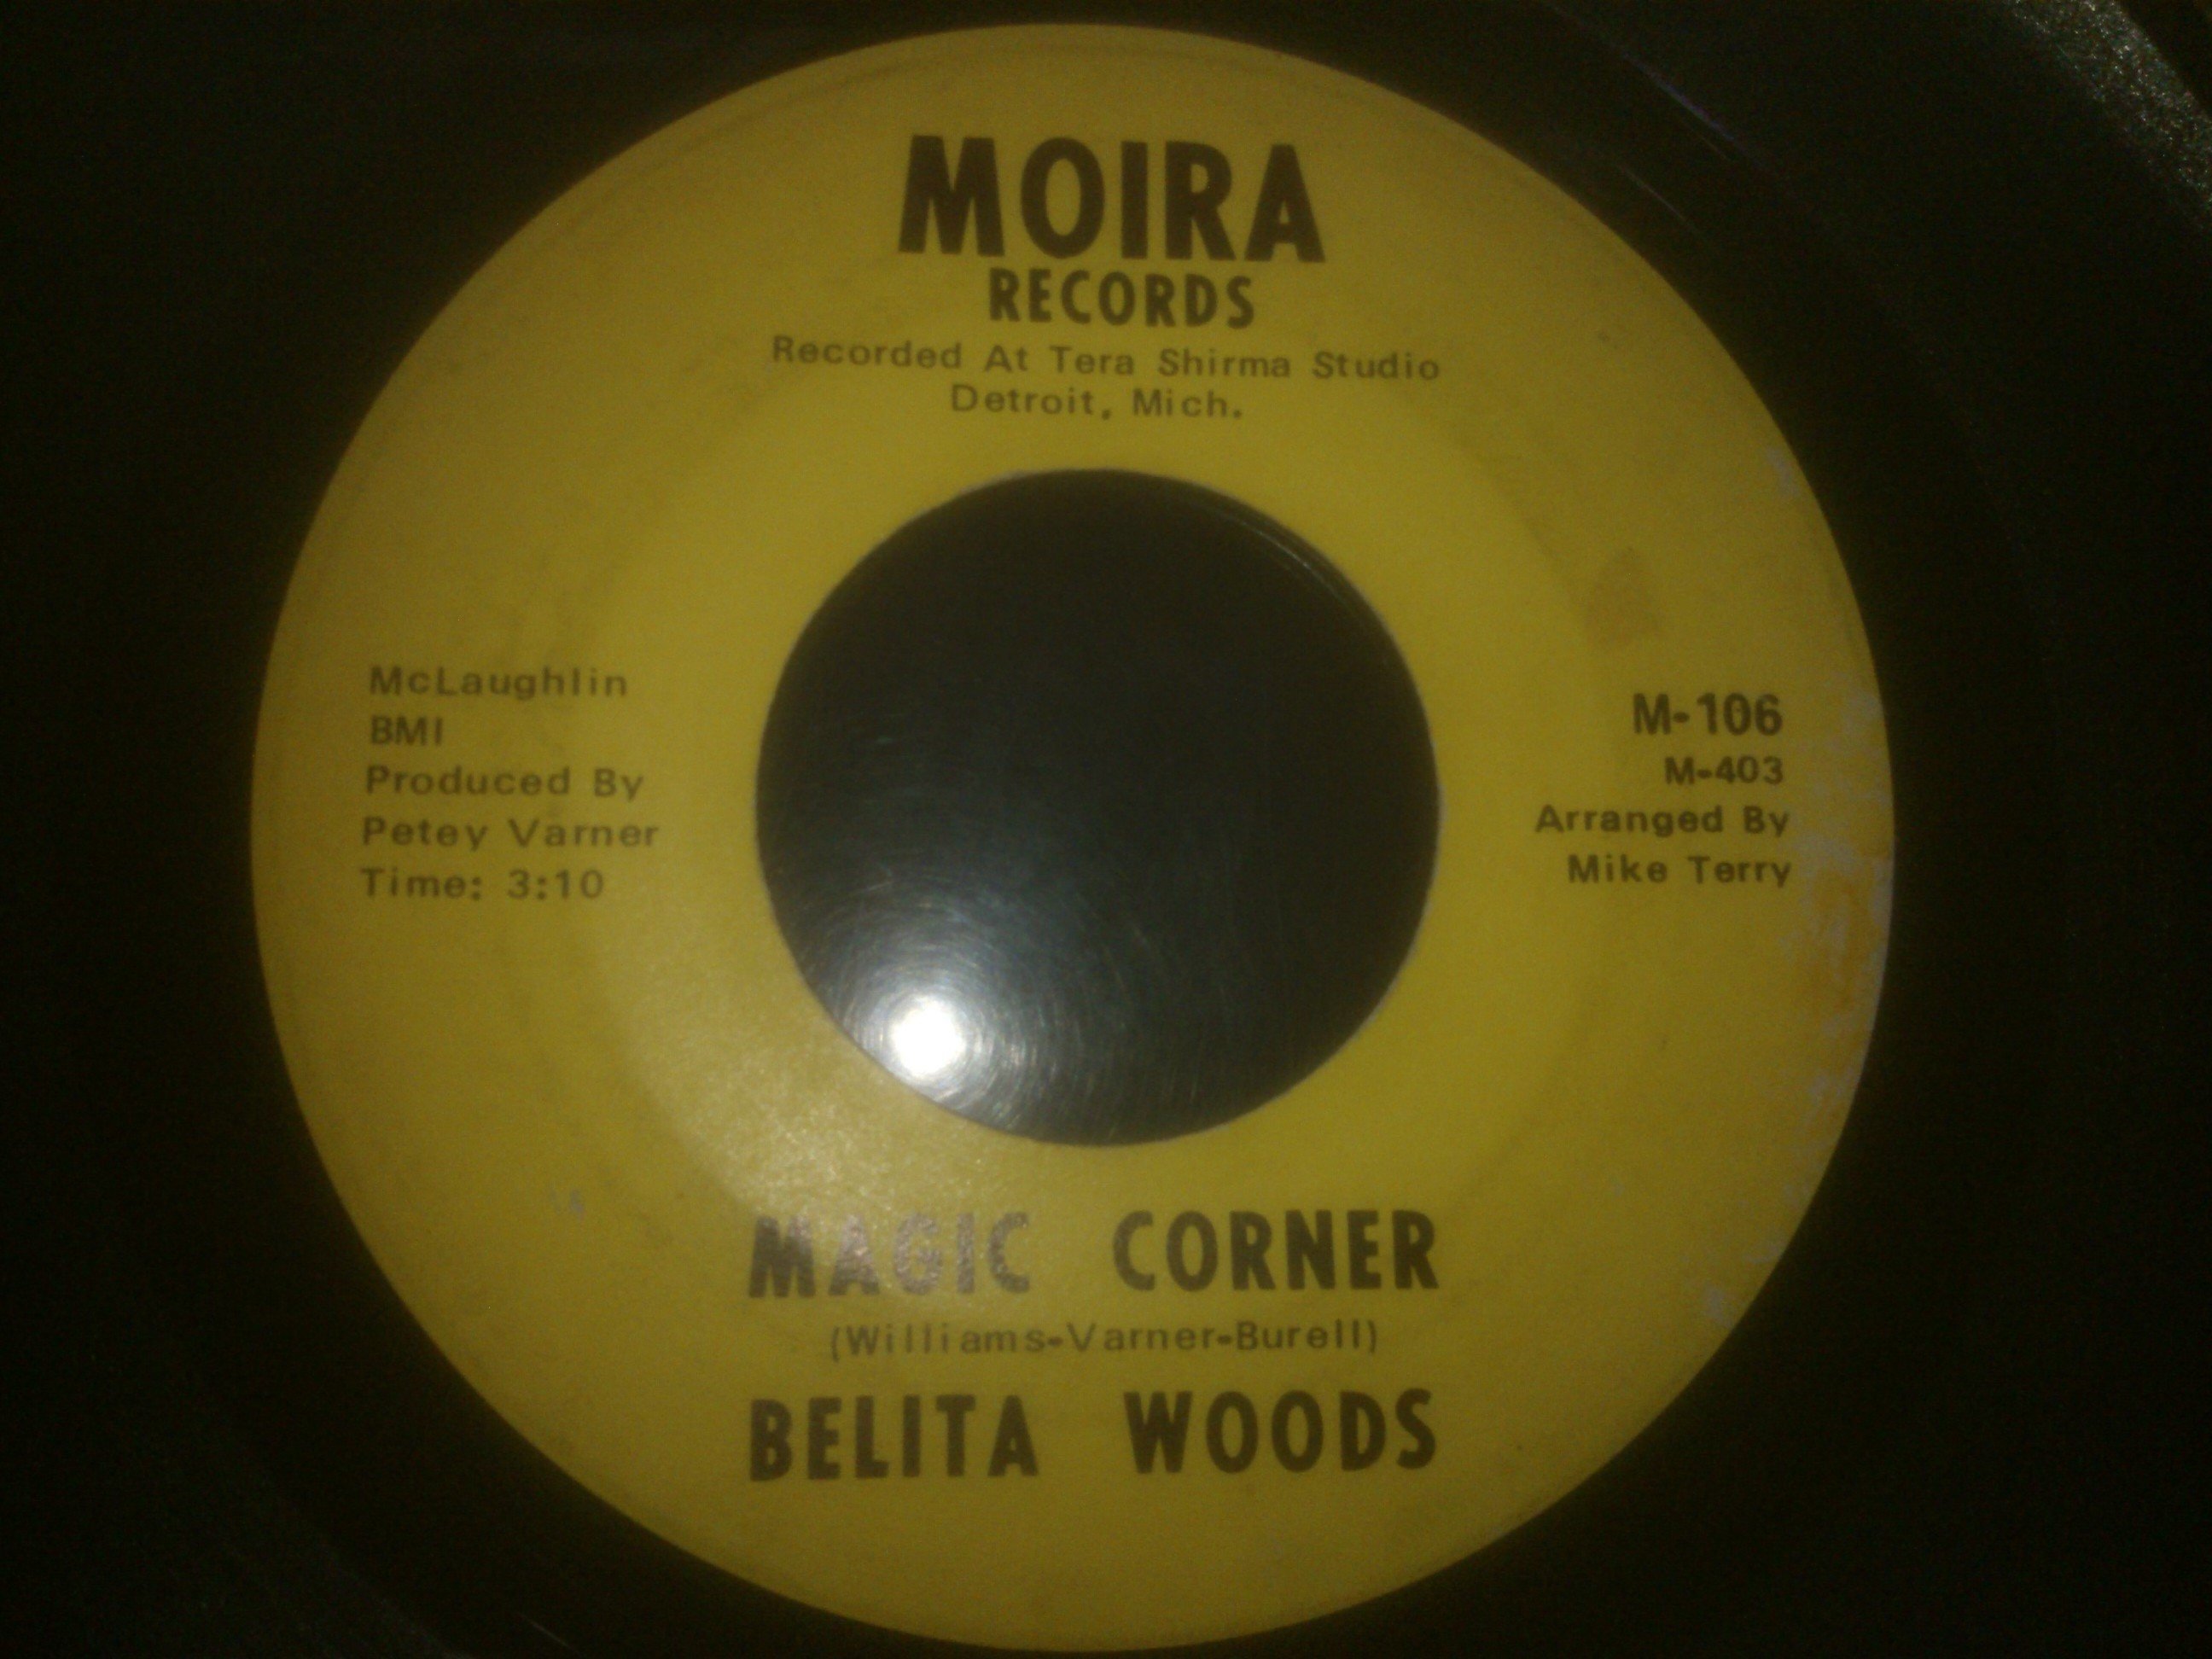 MOIRA
RECORDS
Recorded At Tera Shirma Studio
Detroit, Mich.
McLaughlin
BMI
Produced By
Petey Varner
Time: 3:10
M-106
M-403
Arranged By
Mike Terry
MAGIC CORNER
(Williams-Varner-Burell)
BELITA WOODS